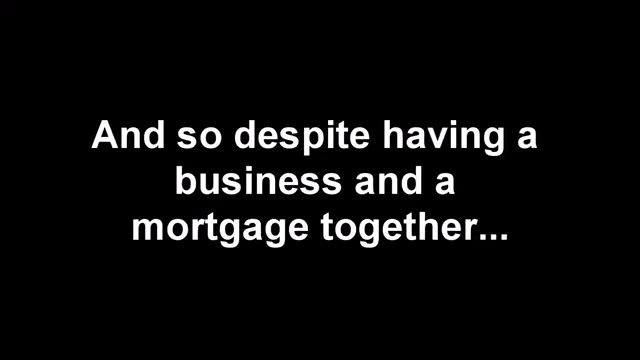 And so despite having a
business and a
mortgage together...